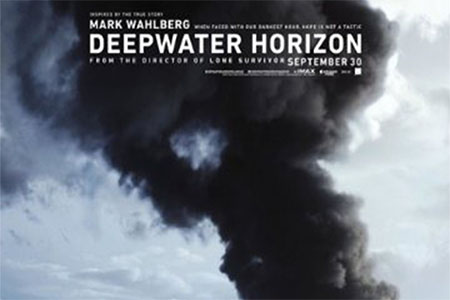 INSPIRED BY THE TRUE STORY
MARK WAHLBERG WHEN FACED WITH OUR DARKEST HOUR, HOPE IS NOT A TACTIC
DEEPWATER HORIZON
FROM THE DIRECTOR OF LONE SURVIVOR SEPTEMBER 30
IMAX